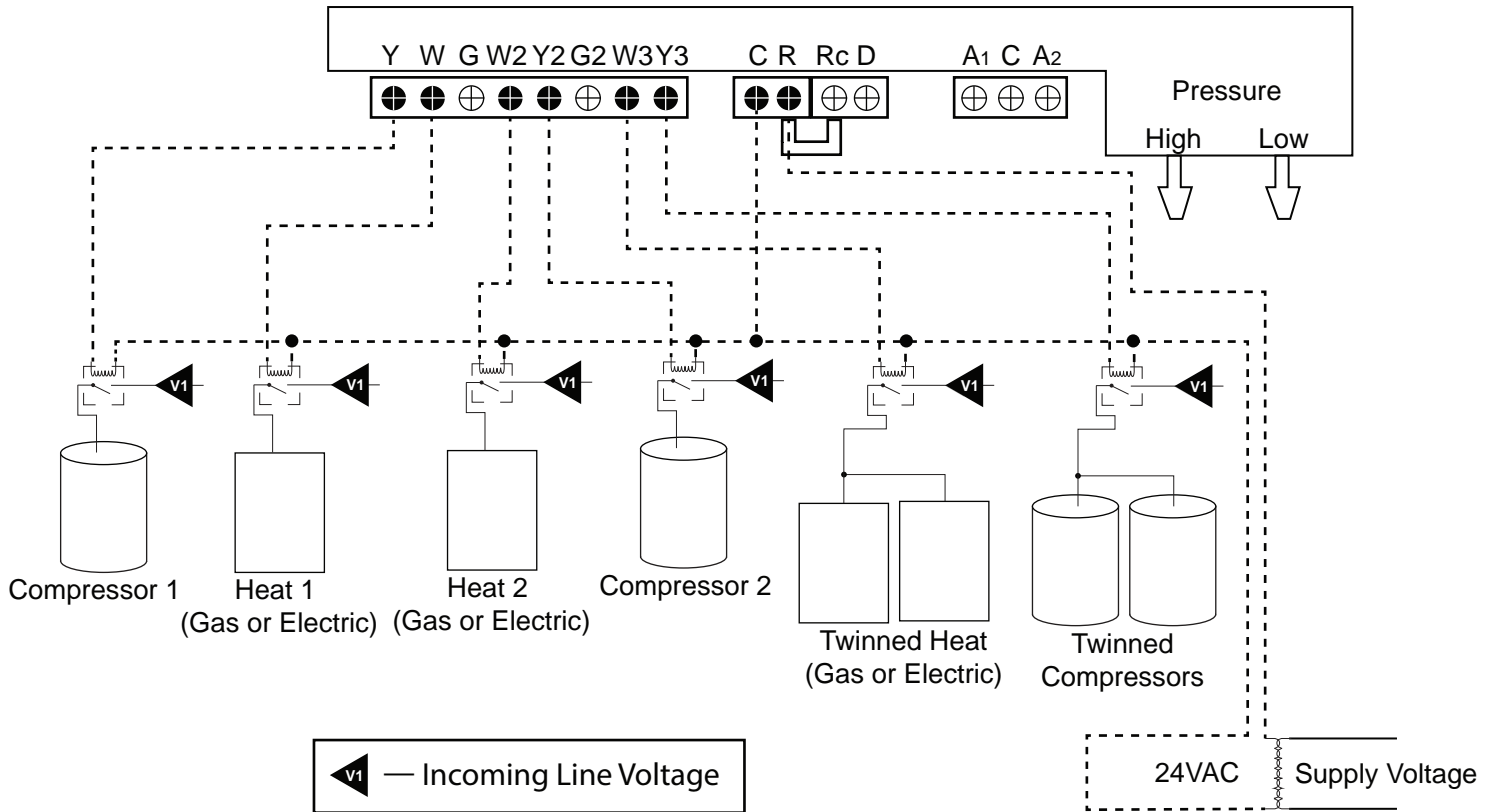 Y W G W2 Y2 G2 W3 Y3 C R Rc D A1 C A2
Pressure
High Low
V1 V1 V1 V1 V1 V1
Compressor 1
Heat 1
(Gas or Electric)
Heat 2
(Gas or Electric)
Compressor 2
Twinned Heat
(Gas or Electric)
Twinned
Compressors
V1 — Incoming Line Voltage
24VAC Supply Voltage